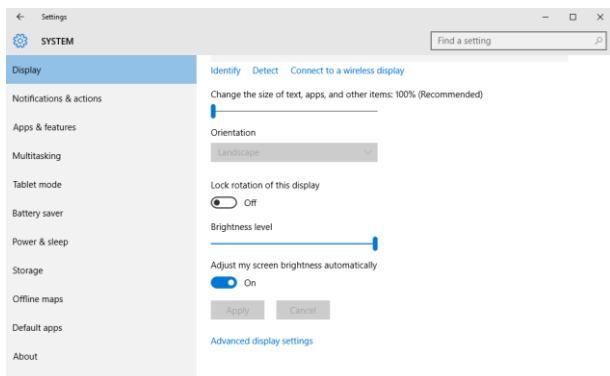 Settings
SYSTEM
Find a setting
Display
Notifications & actions
Apps & features
Multitasking
Tablet mode
Battery saver
Power & sleep
Storage
Offline maps
Default apps
About
Identify Detect Connect to a wireless display
Change the size of text, apps, and other items: 100% (Recommended)
Orientation
Landscape
Lock rotation of this display
Off
Brightness level
Adjust my screen brightness automatically
On
Apply Cancel
Advanced display settings